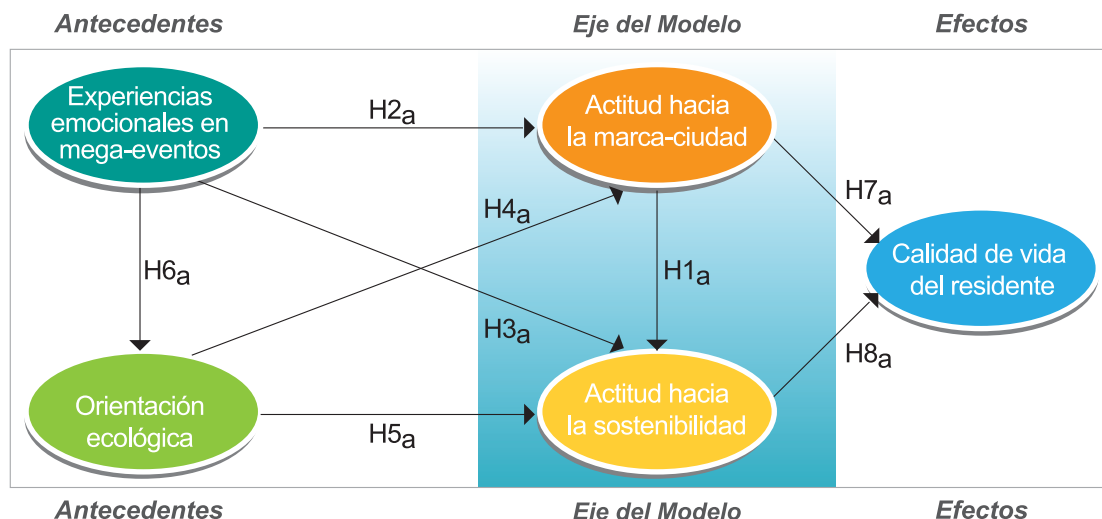 Antecedentes
Eje del Modelo
Efectos
Experiencias
emocionales en
mega-eventos
H2a
Actitud hacia
la marca-ciudad
H7a
H4a
H6a
H1a
Calidad de vida
del residente
H3a
H8a
Orientación
ecológica
H5a
Actitud hacia
la sostenibilidad
Antecedentes
Eje del Modelo
Efectos